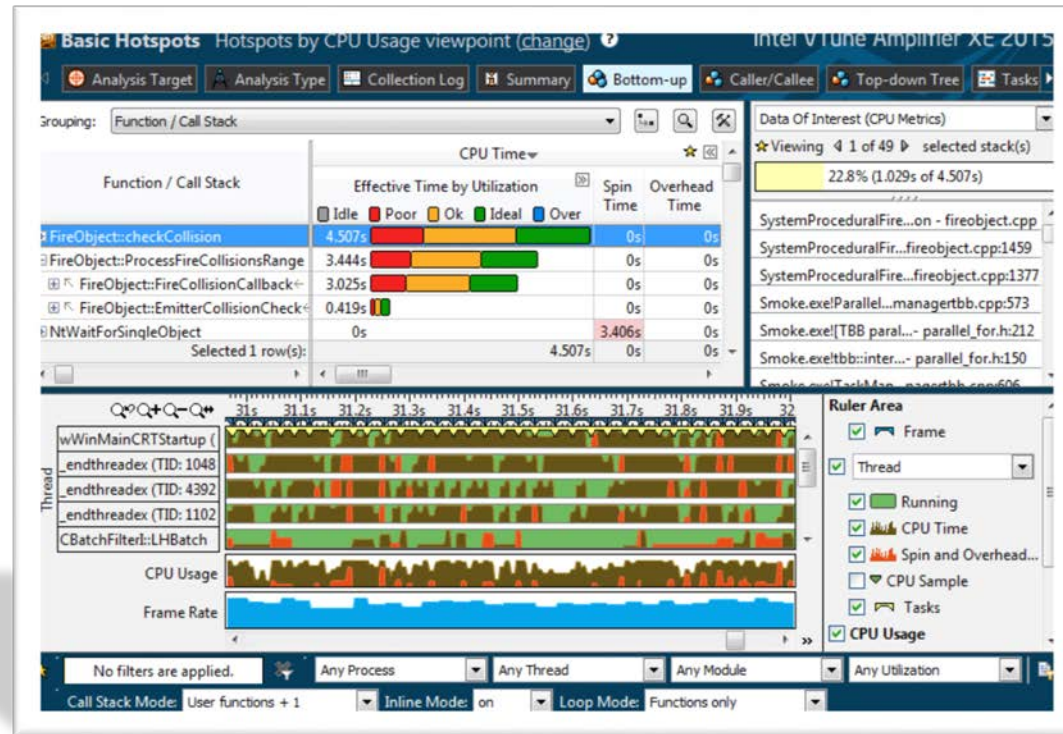 Basic Hotspots Hotspots by CPU Usage viewpoint (change) ? Intel VTune Amplifier XE 2015
Analysis Target Analysis Type Collection Log Summary Bottom-up Caller/Callee Top-down Tree Tasks
Grouping: Function / Call Stack
Function / Call Stack
CPU Time
Effective Time by Utilization
Idle Poor Ok Ideal Over
Spin Time
Overhead Time
FireObject::checkCollision 4.507s 0s 0s
FireObject::ProcessFireCollisionsRange 3.444s 0s 0s
FireObject::FireCollisionCallback 3.025s 0s 0s
FireObject::EmitterCollisionCheck 0.419s 0s 0s
NtWaitForSingleObject 0s 3.406s 0s
Selected 1 row(s): 4.507s 0s 0s
Data Of Interest (CPU Metrics)
Viewing 1 of 49 selected stack(s)
22.8% (1.029s of 4.507s)
SystemProceduralFire...on - fireobject.cpp
SystemProceduralFir...fireobject.cpp:1459
SystemProceduralFire...fireobject.cpp:1377
Smoke.exe!Parallel...managertbb.cpp:573
Smoke.exe![TBB paral...- parallel_for.h:212
Smoke.exe!tbb::inter...- parallel_for.h:150
Smoke.exe!TaskMan...nagertbb.cpp:606
31s 31.1s 31.2s 31.3s 31.4s 31.5s 31.6s 31.7s 31.8s 31.9s 32
Thread
wWinMainCRTStartup (
_endthreadex (TID: 1048
_endthreadex (TID: 4392
_endthreadex (TID: 1102
CBatchFilterI::LHBatch
CPU Usage
Frame Rate
Ruler Area
Frame
Thread
Running
CPU Time
Spin and Overhead...
CPU Sample
Tasks
CPU Usage
No filters are applied. Any Process Any Thread Any Module Any Utilization
Call Stack Mode: User functions + 1 Inline Mode: on Loop Mode: Functions only